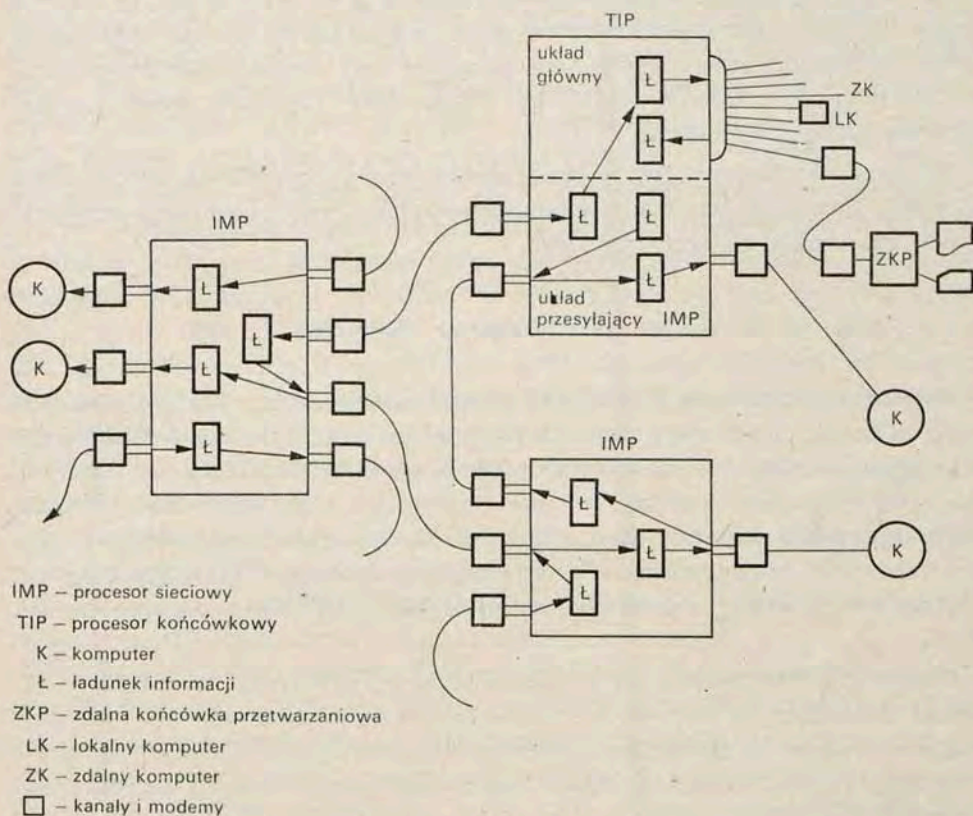 TIP
układ
główny
Ł
ZK
LK
Ł
IMP
Ł
Ł
ZKP
K
Ł
Ł
układ
przesyłający IMP
Ł
K
Ł
K
IMP
Ł
Ł
Ł
K
Ł
IMP – procesor sieciowy
TIP – procesor końcówkowy
K – komputer
Ł – ładunek informacji
ZKP – zdalna końcówka przetwarzaniowa
LK – lokalny komputer
ZK – zdalny komputer
– kanały i modemy